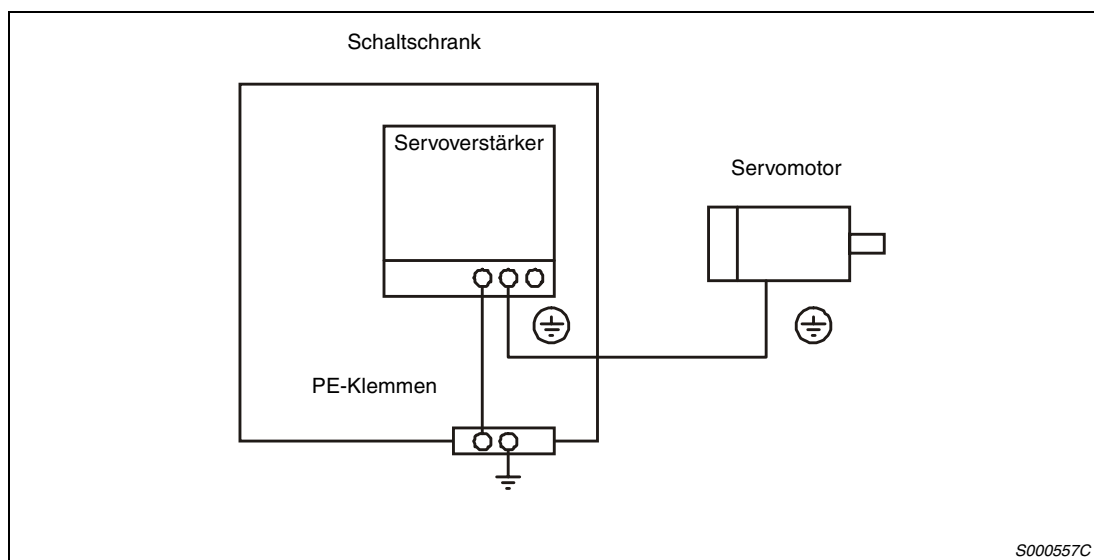 Schaltschrank
Servoverstärker
Servomotor
PE-Klemmen
S000557C